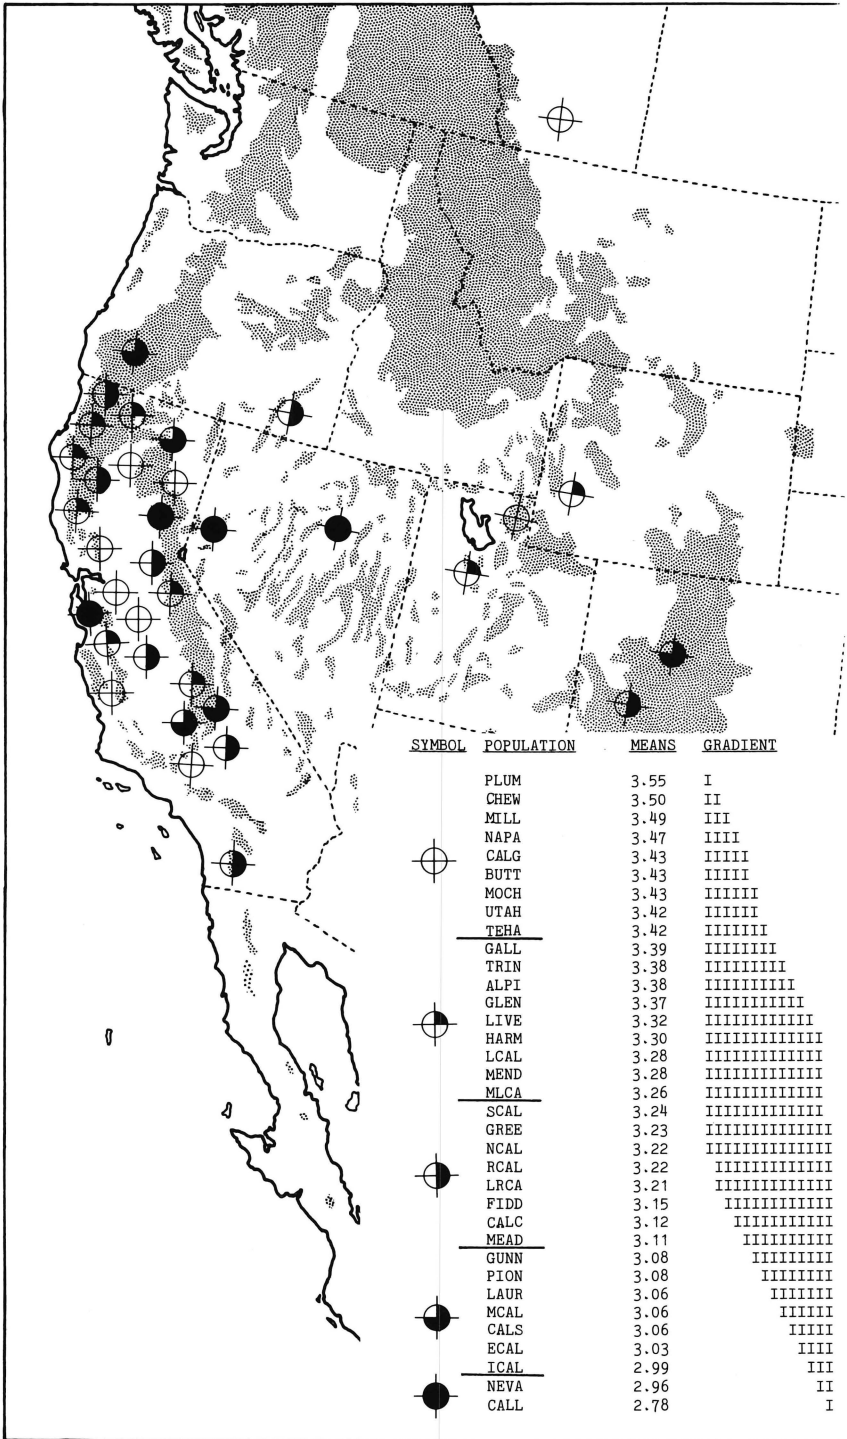 SYMBOL POPULATION MEANS GRADIENT
PLUM 3.55 I
CHEW 3.50 II
MILL 3.49 III
NAPA 3.47 IIII
CALG 3.43 IIIII
BUTT 3.43 IIIII
MOCH 3.43 IIIIII
UTAH 3.42 IIIIII
TEHA 3.42 IIIIIII
GALL 3.39 IIIIIIII
TRIN 3.38 IIIIIIIII
ALPI 3.38 IIIIIIIIII
GLEN 3.37 IIIIIIIIIII
LIVE 3.32 IIIIIIIIIIII
HARM 3.30 IIIIIIIIIIIII
LCAL 3.28 IIIIIIIIIIIII
MEND 3.28 IIIIIIIIIIIII
MLCA 3.26 IIIIIIIIIIIII
SCAL 3.24 IIIIIIIIIIIII
GREE 3.23 IIIIIIIIIIIIII
NCAL 3.22 IIIIIIIIIIIIII
RCAL 3.22 IIIIIIIIIIIII
LRCA 3.21 IIIIIIIIIIIII
FIDD 3.15 IIIIIIIIIIII
CALC 3.12 IIIIIIIIIII
MEAD 3.11 IIIIIIIIII
GUNN 3.08 IIIIIIIII
PION 3.08 IIIIIIII
LAUR 3.06 IIIIIII
MCAL 3.06 IIIIII
CALS 3.06 IIIII
ECAL 3.03 IIII
ICAL 2.99 III
NEVA 2.96 II
CALL 2.78 I